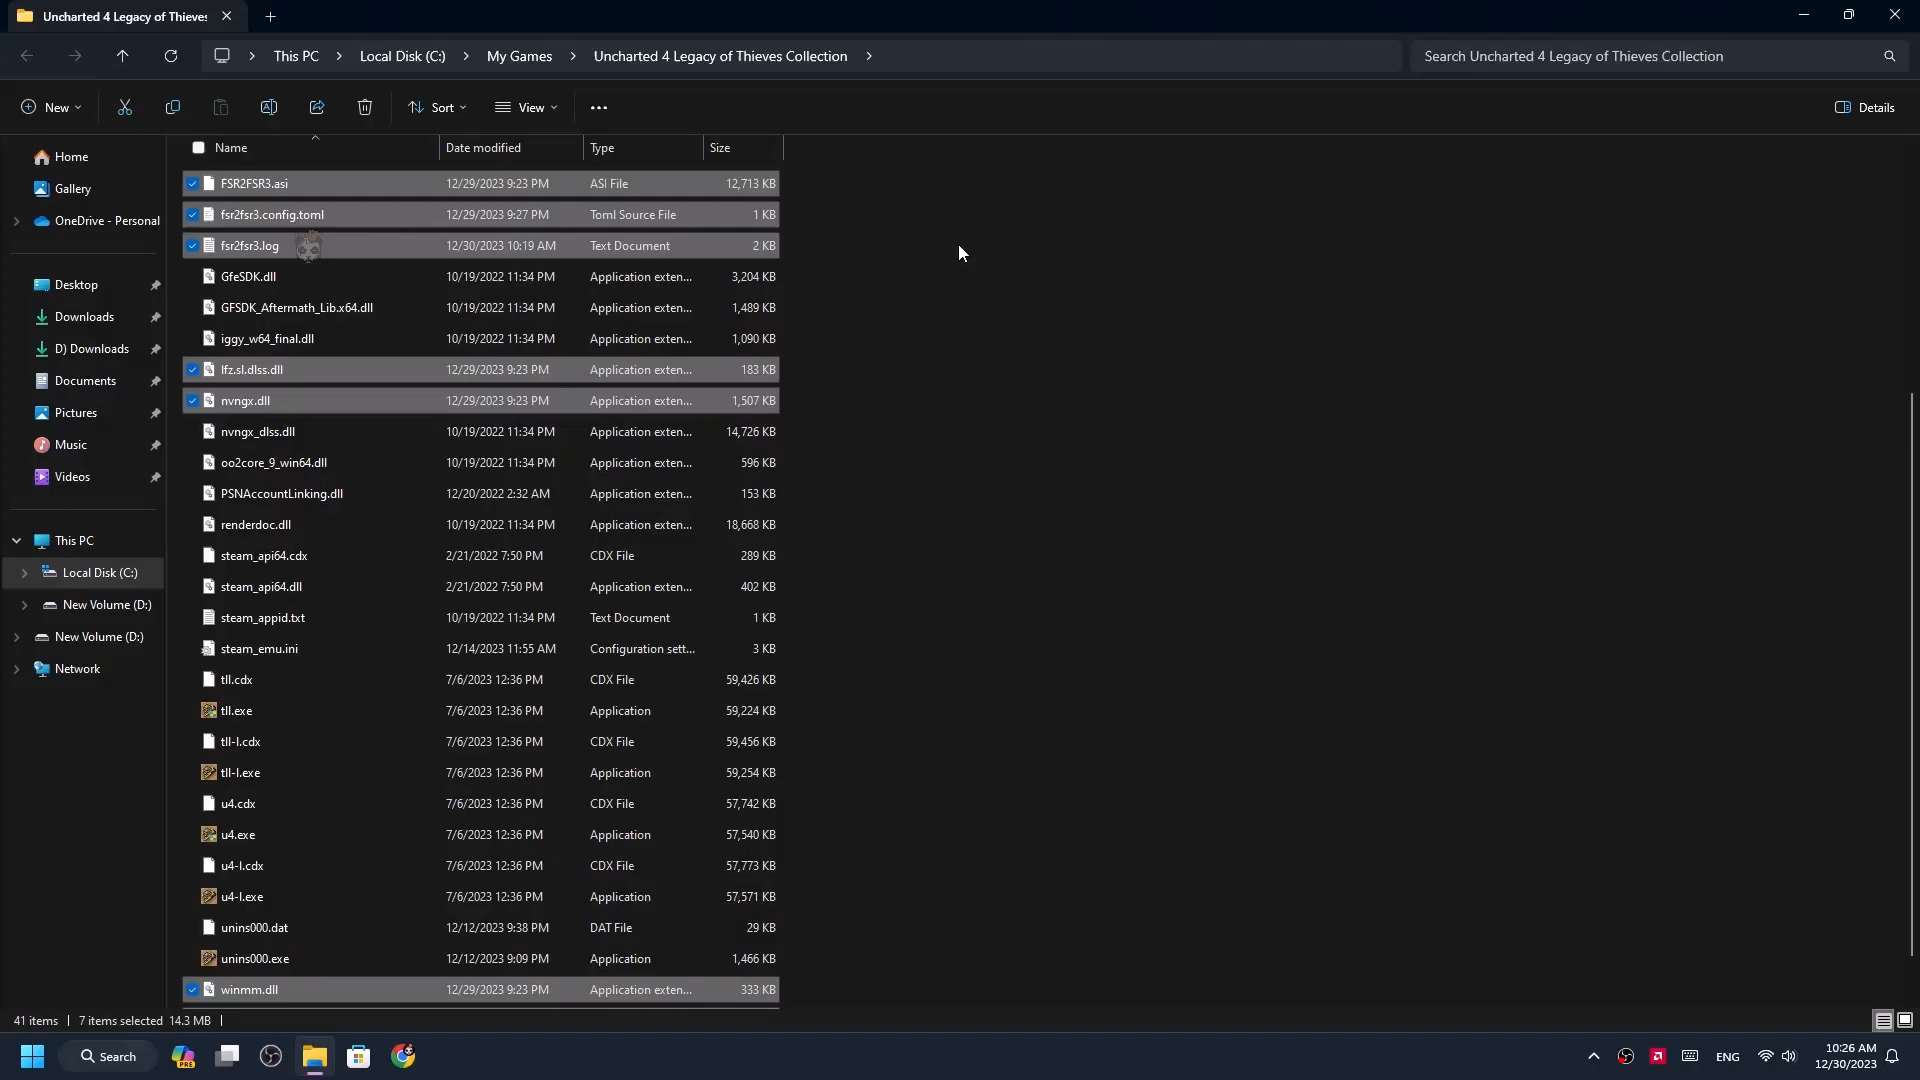 Uncharted 4 Legacy of Thieves
This PC Local Disk (C:) My Games Uncharted 4 Legacy of Thieves Collection
Search Uncharted 4 Legacy of Thieves Collection
New Sort View Details
Name Date modified Type Size
Home
Gallery
OneDrive - Personal
Desktop
Downloads
D) Downloads
Documents
Pictures
Music
Videos
This PC
Local Disk (C:)
New Volume (D:)
New Volume (D:)
Network
FSR2FSR3.asi 12/29/2023 9:23 PM ASI File 12,713 KB
fsr2fsr3.config.toml 12/29/2023 9:27 PM Toml Source File 1 KB
fsr2fsr3.log 12/30/2023 10:19 AM Text Document 2 KB
GfeSDK.dll 10/19/2022 11:34 PM Application exten... 3,204 KB
GFSDK_Aftermath_Lib.x64.dll 10/19/2022 11:34 PM Application exten... 1,489 KB
iggy_w64_final.dll 10/19/2022 11:34 PM Application exten... 1,090 KB
lfz.sl.dlss.dll 12/29/2023 9:23 PM Application exten... 183 KB
nvngx.dll 12/29/2023 9:23 PM Application exten... 1,507 KB
nvngx_dlss.dll 10/19/2022 11:34 PM Application exten... 14,726 KB
oo2core_9_win64.dll 10/19/2022 11:34 PM Application exten... 596 KB
PSNAccountLinking.dll 12/20/2022 2:32 AM Application exten... 153 KB
renderdoc.dll 10/19/2022 11:34 PM Application exten... 18,668 KB
steam_api64.cdx 2/21/2022 7:50 PM CDX File 289 KB
steam_api64.dll 2/21/2022 7:50 PM Application exten... 402 KB
steam_appid.txt 10/19/2022 11:34 PM Text Document 1 KB
steam_emu.ini 12/14/2023 11:55 AM Configuration sett... 3 KB
tll.cdx 7/6/2023 12:36 PM CDX File 59,426 KB
tll.exe 7/6/2023 12:36 PM Application 59,224 KB
tll-l.cdx 7/6/2023 12:36 PM CDX File 59,456 KB
tll-l.exe 7/6/2023 12:36 PM Application 59,254 KB
u4.cdx 7/6/2023 12:36 PM CDX File 57,742 KB
u4.exe 7/6/2023 12:36 PM Application 57,540 KB
u4-l.cdx 7/6/2023 12:36 PM CDX File 57,773 KB
u4-l.exe 7/6/2023 12:36 PM Application 57,571 KB
unins000.dat 12/12/2023 9:38 PM DAT File 29 KB
unins000.exe 12/12/2023 9:09 PM Application 1,466 KB
winmm.dll 12/29/2023 9:23 PM Application exten... 333 KB
41 items 7 items selected 14.3 MB
Search PRE ENG 10:26 AM
12/30/2023